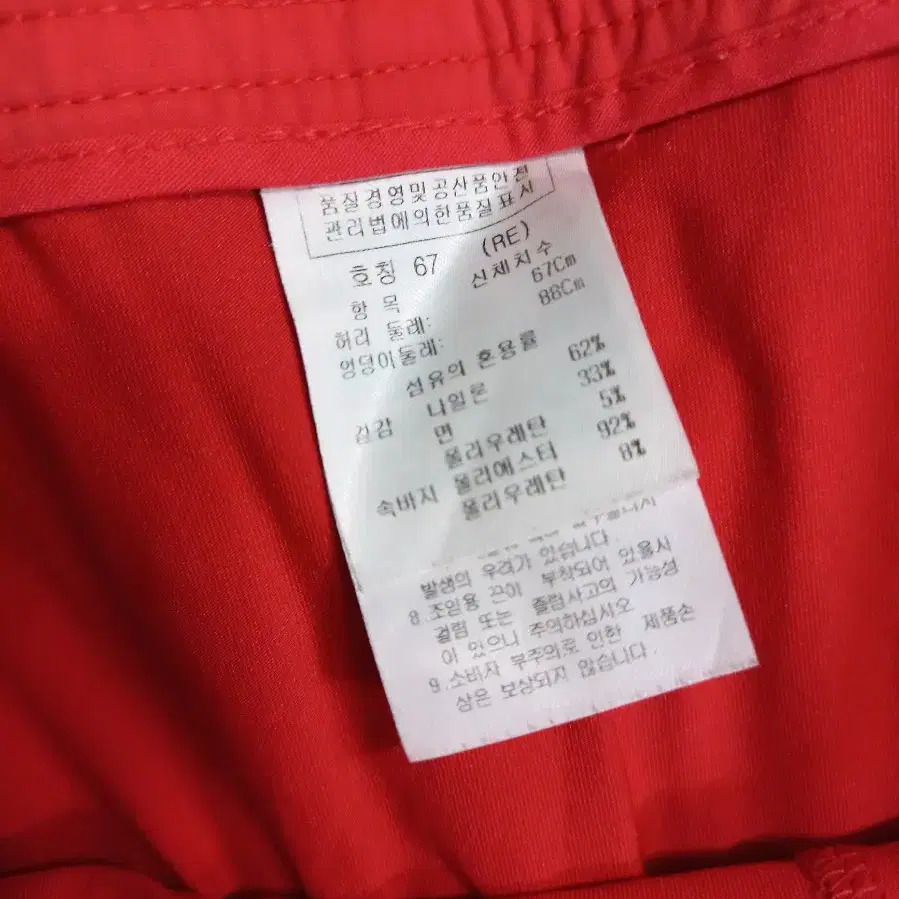 품질경영및공산품안전
관리법에의한품질표시
호칭 67 (RE)
항 목 신체치수
허리 둘레: 67Cm
엉덩이둘레: 88Cm
섬유의 혼용률
겉감 나일론 62%
면 33%
폴리우레탄 5%
속바지 폴리에스터 92%
폴리우레탄 8%
발생의 우려가 있습니다.
8.조임용 끈이 부착되어 있을시
걸림 또는 졸림사고의 가능성
이 있으니 주의하십시오
9.소비자 부주의로 인한 제품손
상은 보상되지 않습니다.